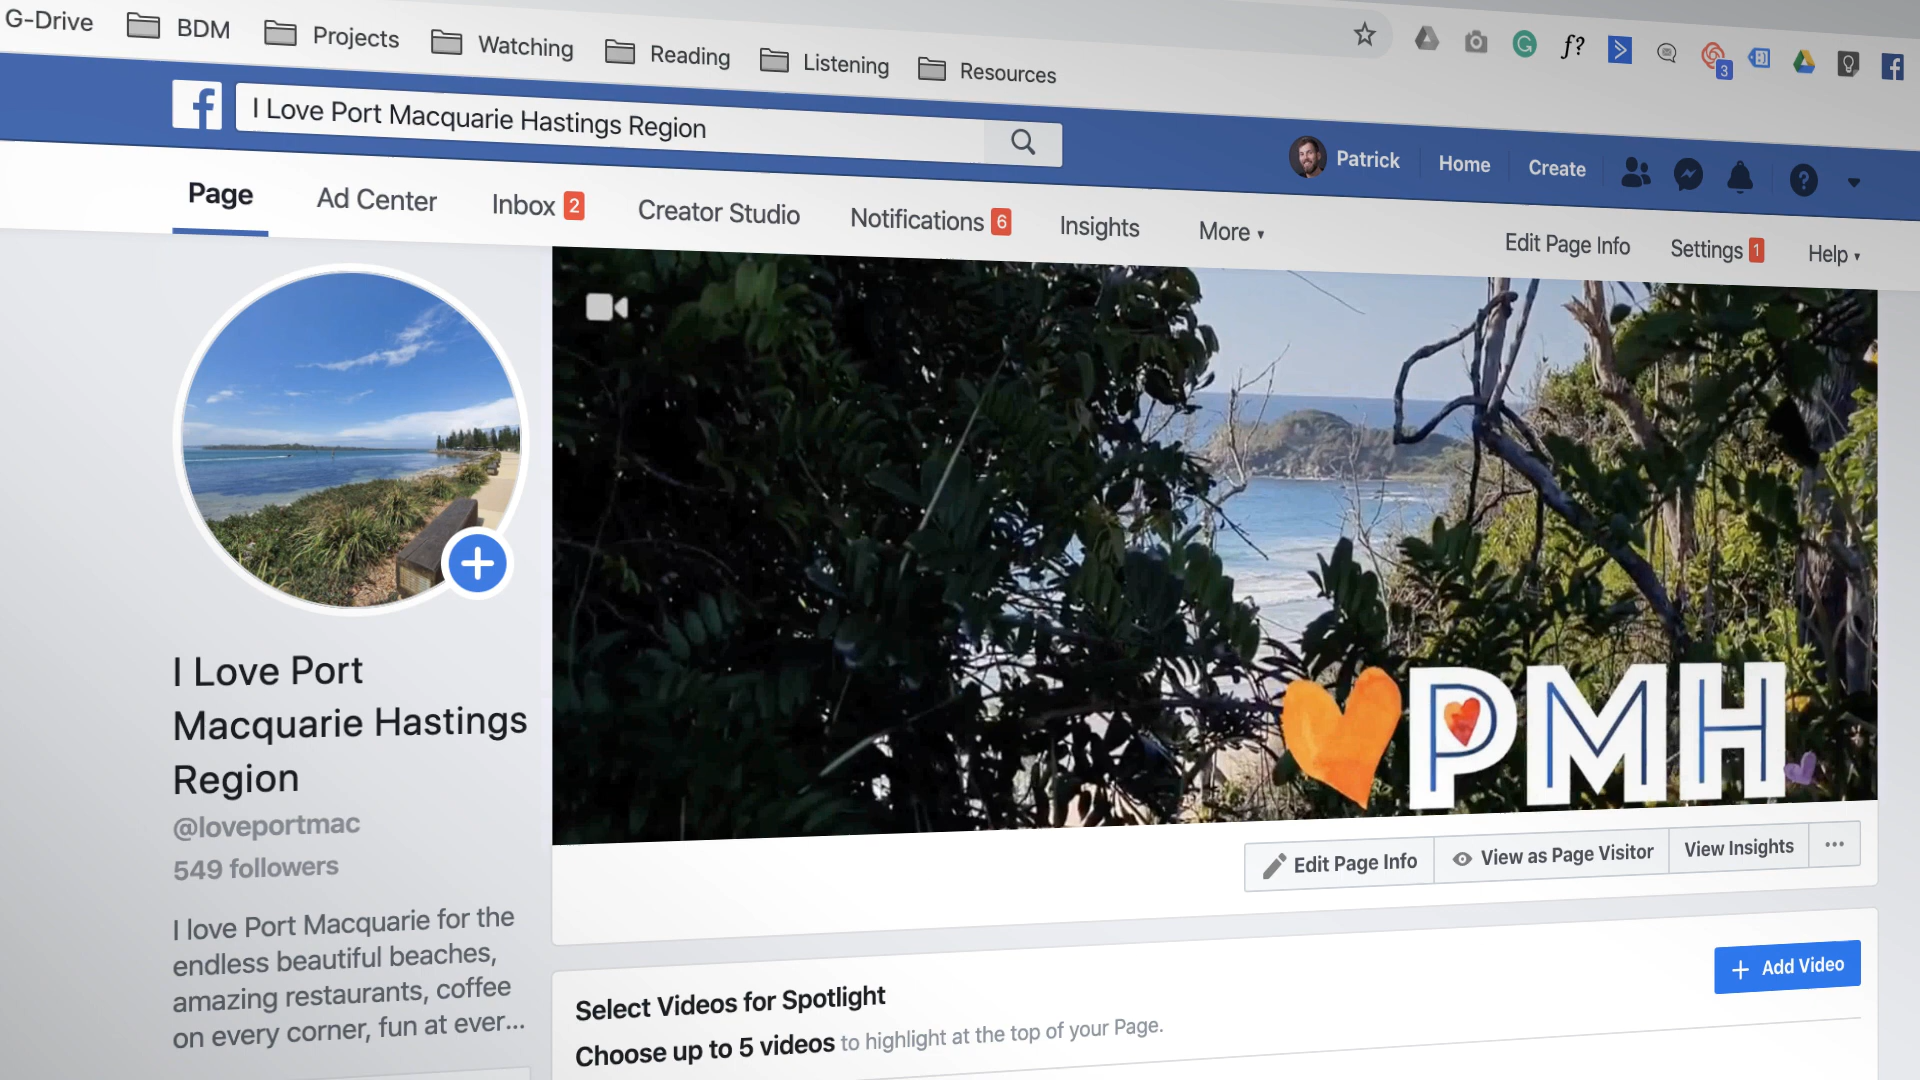 G-Drive BDM Projects Watching Reading Listening Resources
f? 3
I Love Port Macquarie Hastings Region
Patrick Home Create
Page Ad Center Inbox 2 Creator Studio Notifications 6 Insights More Edit Page Info Settings 1 Help
PMH
I Love Port
Macquarie Hastings
Region
@loveportmac
549 followers
I love Port Macquarie for the
endless beautiful beaches,
amazing restaurants, coffee
on every corner, fun at ever...
Edit Page Info View as Page Visitor View Insights
Add Video
Select Videos for Spotlight
Choose up to 5 videos to highlight at the top of your Page.